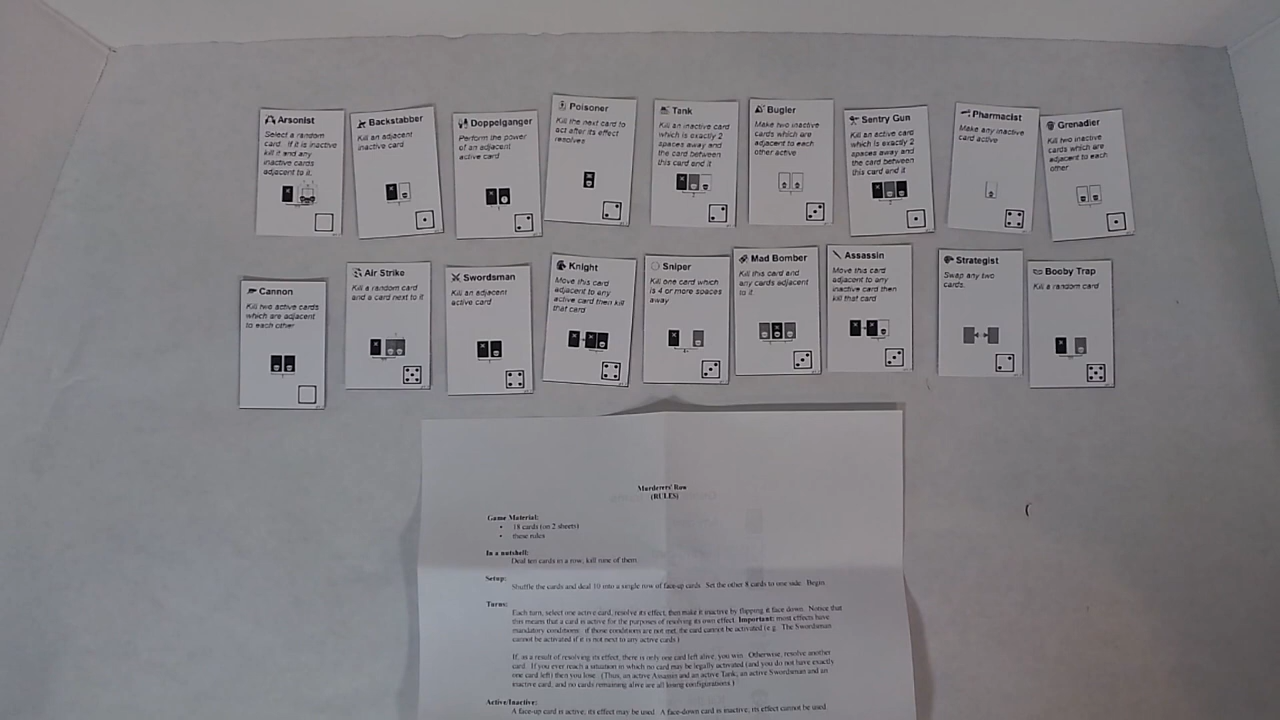 Arsonist
Select a random
card. If it is inactive
kill it and any
inactive cards
adjacent to it.
Backstabber
Kill an adjacent
inactive card
Doppelganger
Perform the power
of an adjacent
active card
Poisoner
Kill the next card to
act after its effect
resolves
Tank
Kill an inactive card
which is exactly 2
spaces away and
the card between
this card and it
Bugler
Make two inactive
cards which are
adjacent to each
other active
Sentry Gun
Kill an active card
which is exactly 2
spaces away and
the card between
this card and it
Pharmacist
Make any inactive
card active
Grenadier
Kill two inactive
cards which are
adjacent to each
other
Cannon
Kill two active cards
which are adjacent
to each other
Air Strike
Kill a random card
and a card next to it
Swordsman
Kill an adjacent
active card
Knight
Move this card
adjacent to any
active card then kill
that card
Sniper
Kill one card which
is 4 or more spaces
away
Mad Bomber
Kill this card and
any cards adjacent
to it.
Assassin
Move this card
adjacent to any
inactive card then
kill that card
Strategist
Swap any two
cards.
Booby Trap
Kill a random card
Murderers' Row
(RULES)
Game Material:
• 18 cards (on 2 sheets)
• these rules
In a nutshell:
Deal ten cards in a row, kill nine of them.
Setup:
Shuffle the cards and deal 10 into a single row of face-up cards. Set the other 8 cards to one side. Begin.
Turns:
Each turn, select one active card, resolve its effect, then make it inactive by flipping it face down. Notice that
this means that a card is active for the purposes of resolving its own effect. Important: most effects have
mandatory conditions: if those conditions are not met, the card cannot be activated (e.g. The Swordsman
cannot be activated if it is not next to any active cards)
If, as a result of resolving its effect, there is only one card left alive, you win. Otherwise, resolve another
card. If you ever reach a situation in which no card may be legally activated (and you do not have exactly
one card left) then you lose. (Thus, an active Assassin and an active Tank, an active Swordsman and an
inactive card, and no cards remaining alive are all losing configurations.)
Active/Inactive:
A face-up card is active, its effect may be used. A face-down card is inactive, its effect cannot be used.